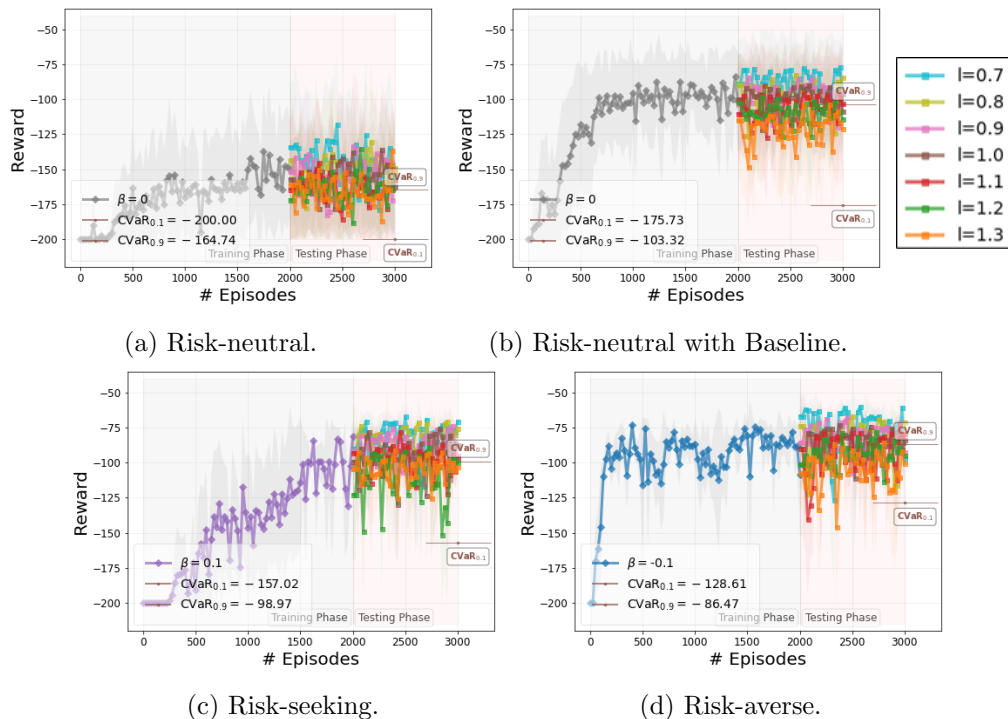 −50
−75
−100
−125
−150
−175
−200
Reward
CVaR0.9
CVaR0.1
β = 0
CVaR0.1 = − 200.00
CVaR0.9 = − 164.74
Training Phase
Testing Phase
0 500 1000 1500 2000 2500 3000
# Episodes
(a) Risk-neutral.
−50
−75
−100
−125
−150
−175
−200
Reward
CVaR0.9
CVaR0.1
β = 0
CVaR0.1 = − 175.73
CVaR0.9 = − 103.32
Training Phase
Testing Phase
0 500 1000 1500 2000 2500 3000
# Episodes
(b) Risk-neutral with Baseline.
l=0.7
l=0.8
l=0.9
l=1.0
l=1.1
l=1.2
l=1.3
−50
−75
−100
−125
−150
−175
−200
Reward
CVaR0.9
CVaR0.1
β = 0.1
CVaR0.1 = − 157.02
CVaR0.9 = − 98.97
Training Phase
Testing Phase
0 500 1000 1500 2000 2500 3000
# Episodes
(c) Risk-seeking.
−50
−75
−100
−125
−150
−175
−200
Reward
CVaR0.9
CVaR0.1
β = -0.1
CVaR0.1 = − 128.61
CVaR0.9 = − 86.47
Training Phase
Testing Phase
0 500 1000 1500 2000 2500 3000
# Episodes
(d) Risk-averse.